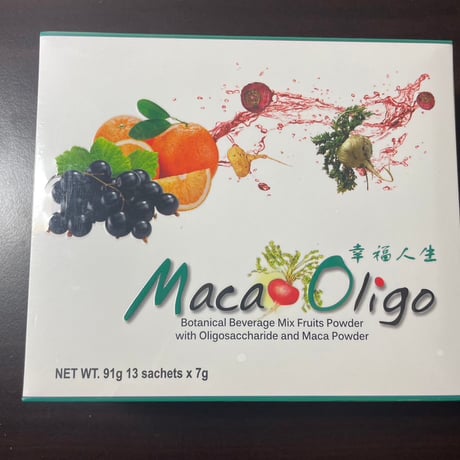 幸福人生
Maca Oligo
Botanical Beverage Mix Fruits Powder
with Oligosaccharide and Maca Powder
NET WT. 91g 13 sachets x 7g